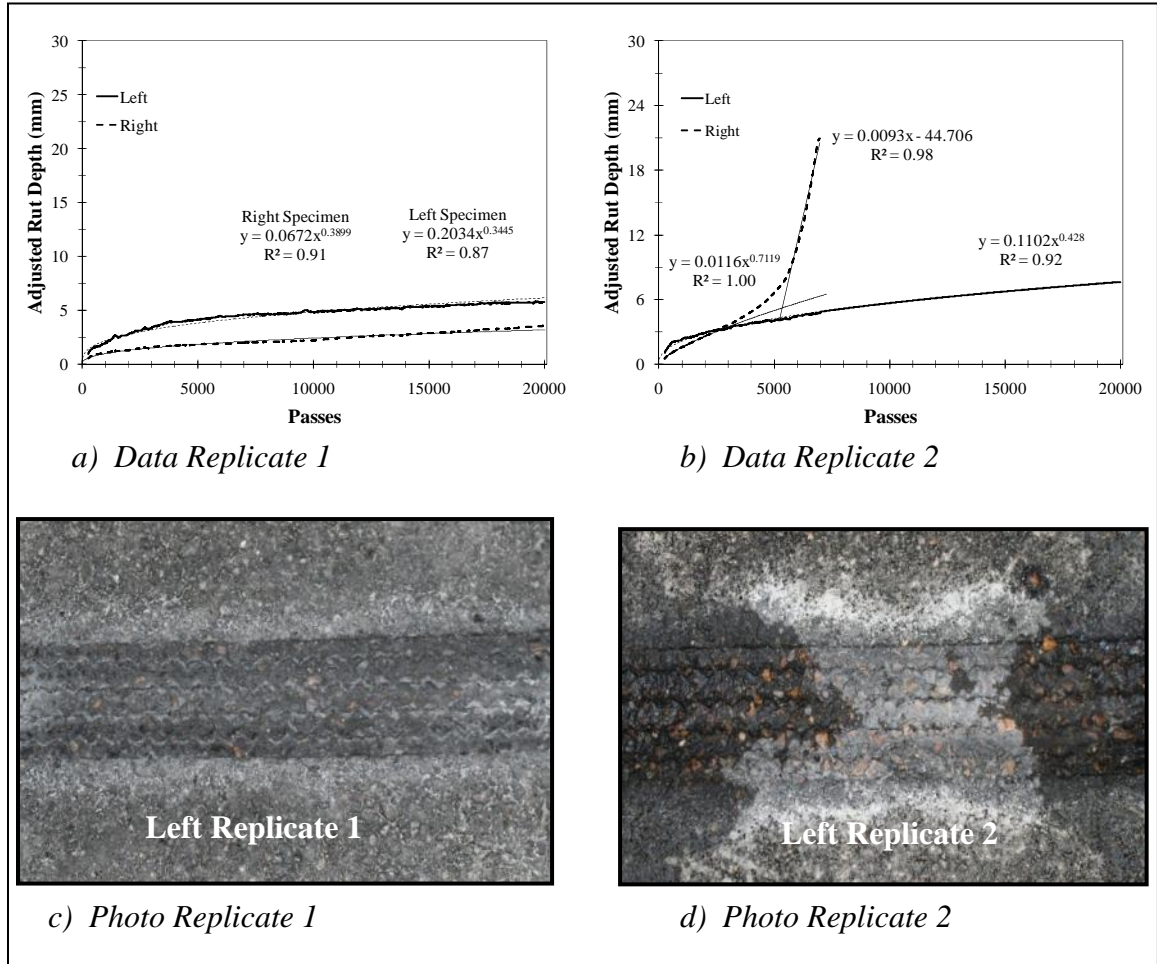 30
25
20
15
10
5
0
Adjusted Rut Depth (mm)
Left
Right
Right Specimen
y = 0.0672x^0.3899
R² = 0.91
Left Specimen
y = 0.2034x^0.3445
R² = 0.87
0 5000 10000 15000 20000
Passes
a) Data Replicate 1
30
24
18
12
6
0
Adjusted Rut Depth (mm)
Left
Right
y = 0.0093x - 44.706
R² = 0.98
y = 0.0116x^0.7119
R² = 1.00
y = 0.1102x^0.428
R² = 0.92
0 5000 10000 15000 20000
Passes
b) Data Replicate 2
Left Replicate 1
c) Photo Replicate 1
Left Replicate 2
d) Photo Replicate 2